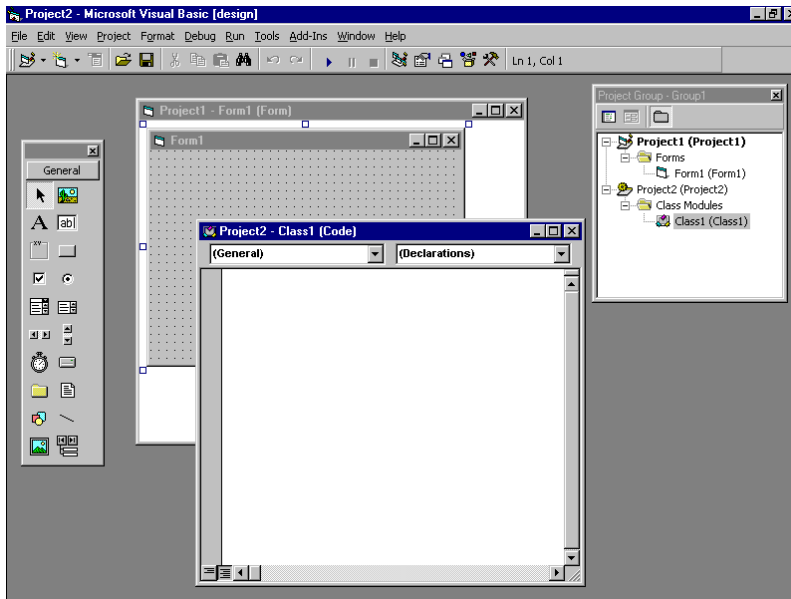 Project2 - Microsoft Visual Basic [design]
File Edit View Project Format Debug Run Tools Add-Ins Window Help
Ln 1, Col 1
Project1 - Form1 (Form)
Form1
General
A
ab
xv
Project2 - Class1 (Code)
(General)
(Declarations)
Project Group - Group1
Project1 (Project1)
Forms
Form1 (Form1)
Project2 (Project2)
Class Modules
Class1 (Class1)